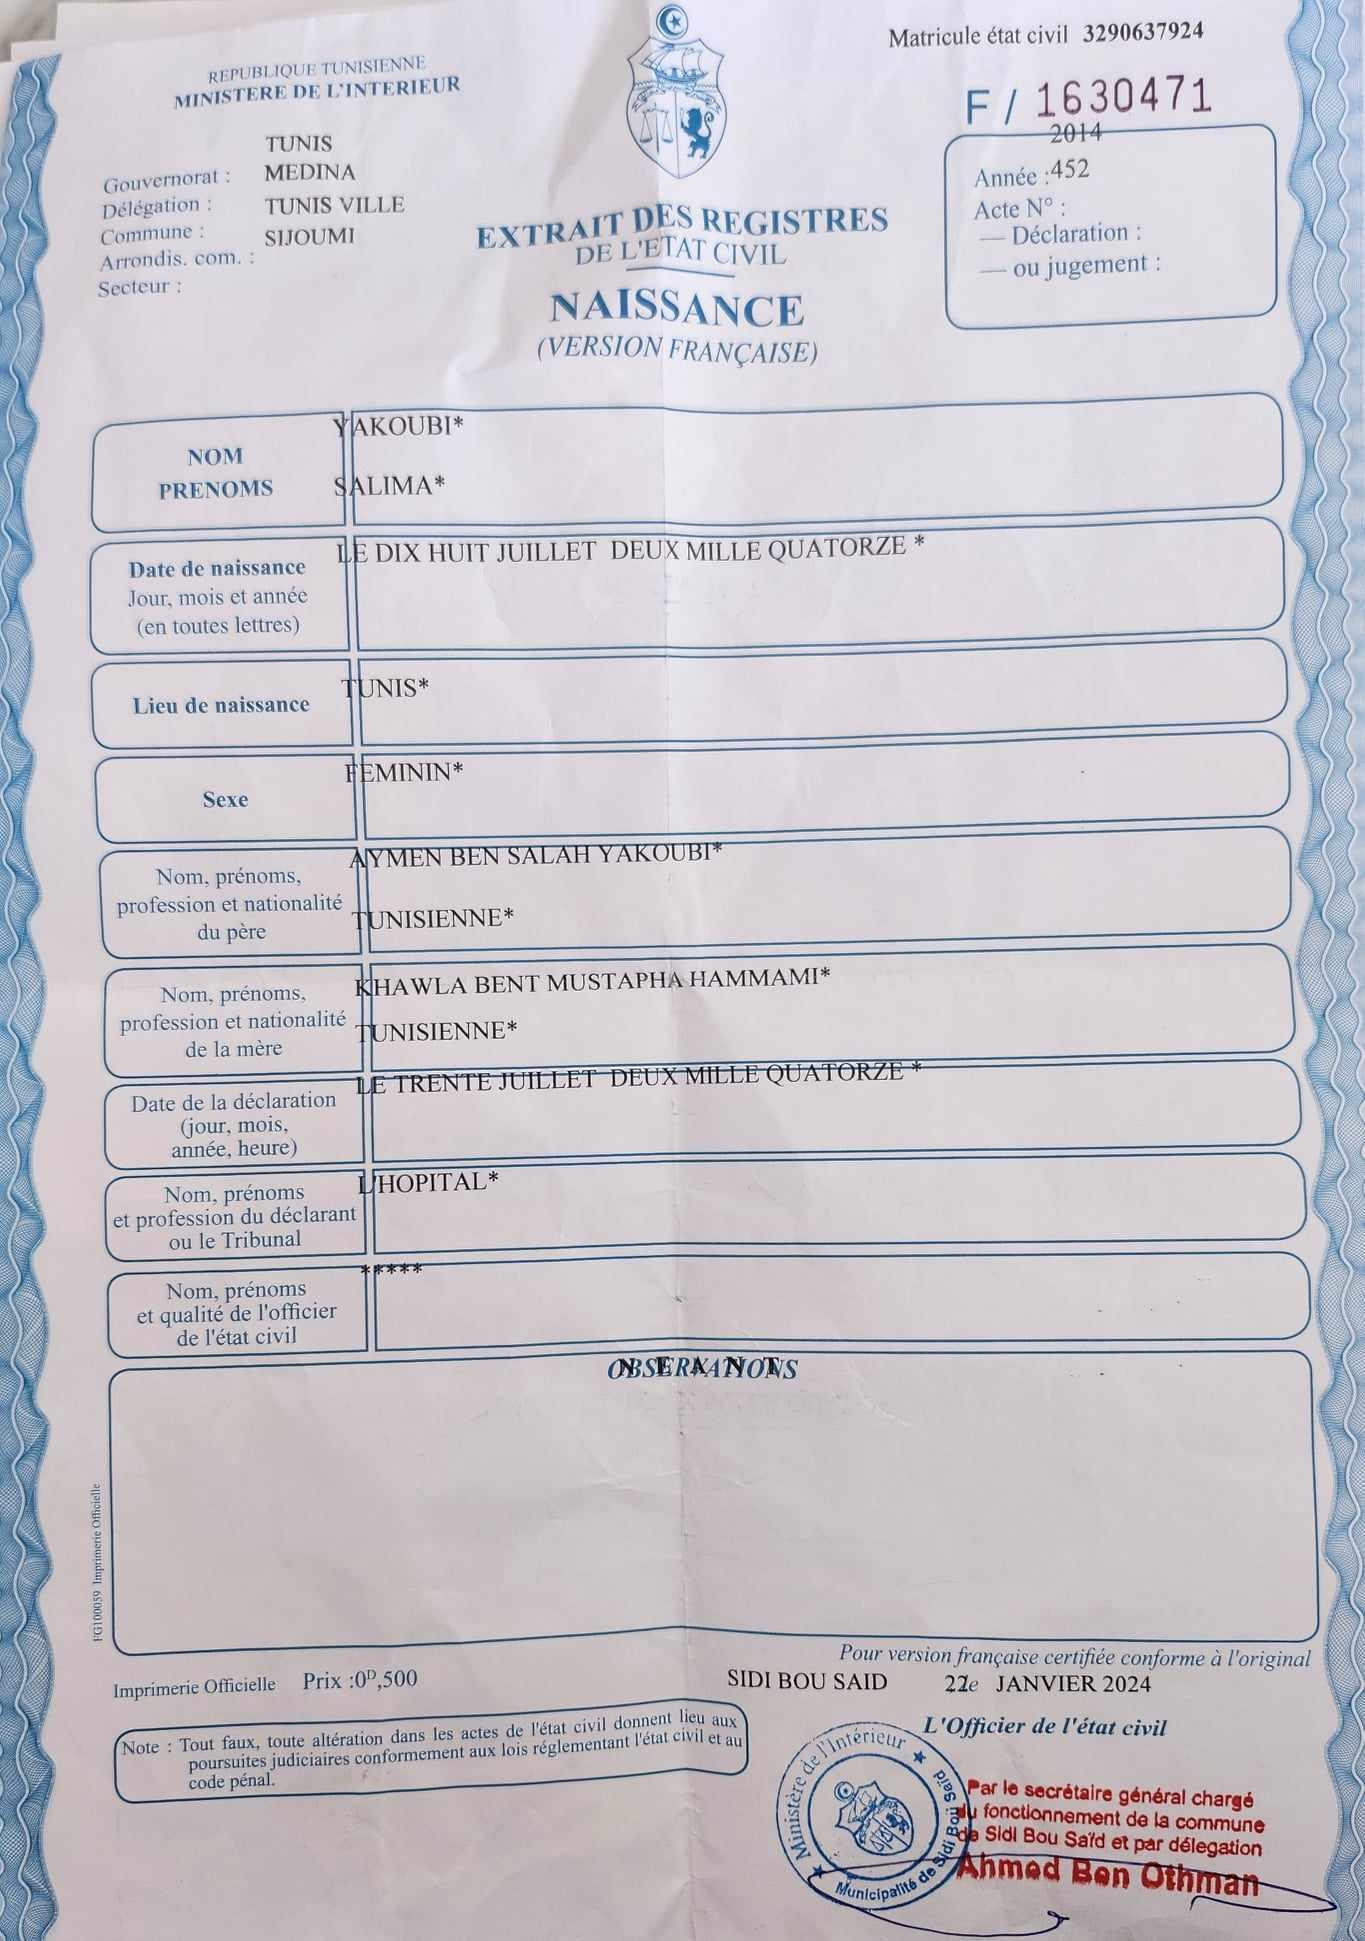 Matricule état civil 3290637924
REPUBLIQUE TUNISIENNE
MINISTERE DE L'INTERIEUR
F / 1630471
TUNIS
Gouvernorat : MEDINA
Délégation : TUNIS VILLE
Commune : SIJOUMI
Arrondis. com. :
Secteur :
2014
Année :452
Acte N° :
— Déclaration :
— ou jugement :
EXTRAIT DES REGISTRES
DE L'ETAT CIVIL
NAISSANCE
(VERSION FRANÇAISE)
NOM
PRENOMS
YAKOUBI*
SALIMA*
Date de naissance
Jour, mois et année
(en toutes lettres)
LE DIX HUIT JUILLET DEUX MILLE QUATORZE *
Lieu de naissance
TUNIS*
Sexe
FEMININ*
Nom, prénoms,
profession et nationalité
du père
AYMEN BEN SALAH YAKOUBI*
TUNISIENNE*
Nom, prénoms,
profession et nationalité
de la mère
KHAWLA BENT MUSTAPHA HAMMAMI*
TUNISIENNE*
Date de la déclaration
(jour, mois,
année, heure)
LE TRENTE JUILLET DEUX MILLE QUATORZE *
Nom, prénoms
et profession du déclarant
ou le Tribunal
L'HOPITAL*
Nom, prénoms
et qualité de l'officier
de l'état civil
*****
OBSERVATIONS
N E A N T
FG100059 Imprimerie Officielle
Pour version française certifiée conforme à l'original
Imprimerie Officielle Prix :0D,500
SIDI BOU SAID 22 le JANVIER 2024
L'Officier de l'état civil
Note : Tout faux, toute altération dans les actes de l'état civil donnent lieu aux
poursuites judiciaires conformement aux lois réglementant l'état civil et au
code pénal.
Ministère de l'Intérieur
Municipalité de Sidi Bou Saïd
Par le secrétaire général chargé
du fonctionnement de la commune
de Sidi Bou Saïd et par délégation
Ahmed Ben Othman